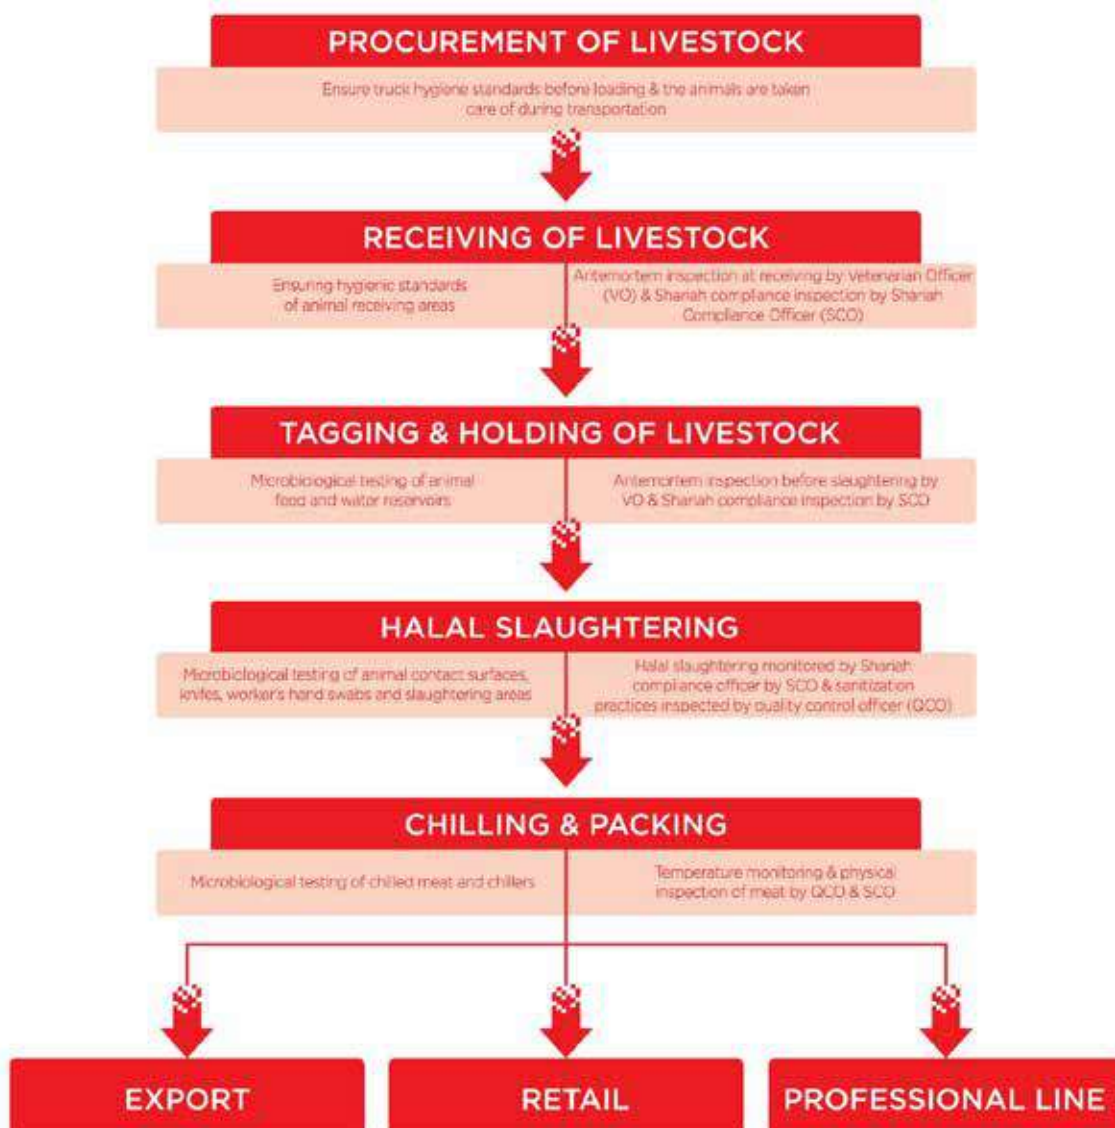 PROCUREMENT OF LIVESTOCK
Ensure truck hygiene standards before loading & the animals are taken
care of during transportation
RECEIVING OF LIVESTOCK
Ensuring hygienic standards
of animal receiving areas
Antemortem inspection at receiving by Vetenarian Officer
(VO) & Shariah compliance inspection by Shariah
Compliance Officer (SCO)
TAGGING & HOLDING OF LIVESTOCK
Microbiological testing of animal
food and water reservoirs
Antemortem inspection before slaughtering by
VO & Shariah compliance inspection by SCO
HALAL SLAUGHTERING
Microbiological testing of animal contact surfaces,
knifes, worker's hand swabs and slaughtering areas
Halal slaughtering monitored by Shariah
compliance officer by SCO & sanitization
practices inspected by quality control officer (QCO)
CHILLING & PACKING
Microbiological testing of chilled meat and chillers
Temperature monitoring & physical
inspection of meat by QCO & SCO
EXPORT
RETAIL
PROFESSIONAL LINE